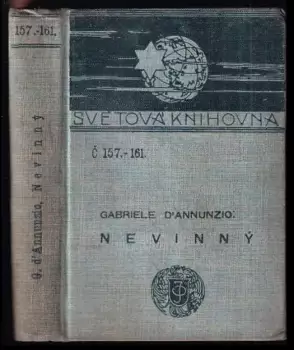 157.-161.
G. d'Annunzio, Nevinný
SVĚTOVÁ KNIHOVNA
Č 157.-161.
GABRIELE D'ANNUNZIO:
NEVINNÝ